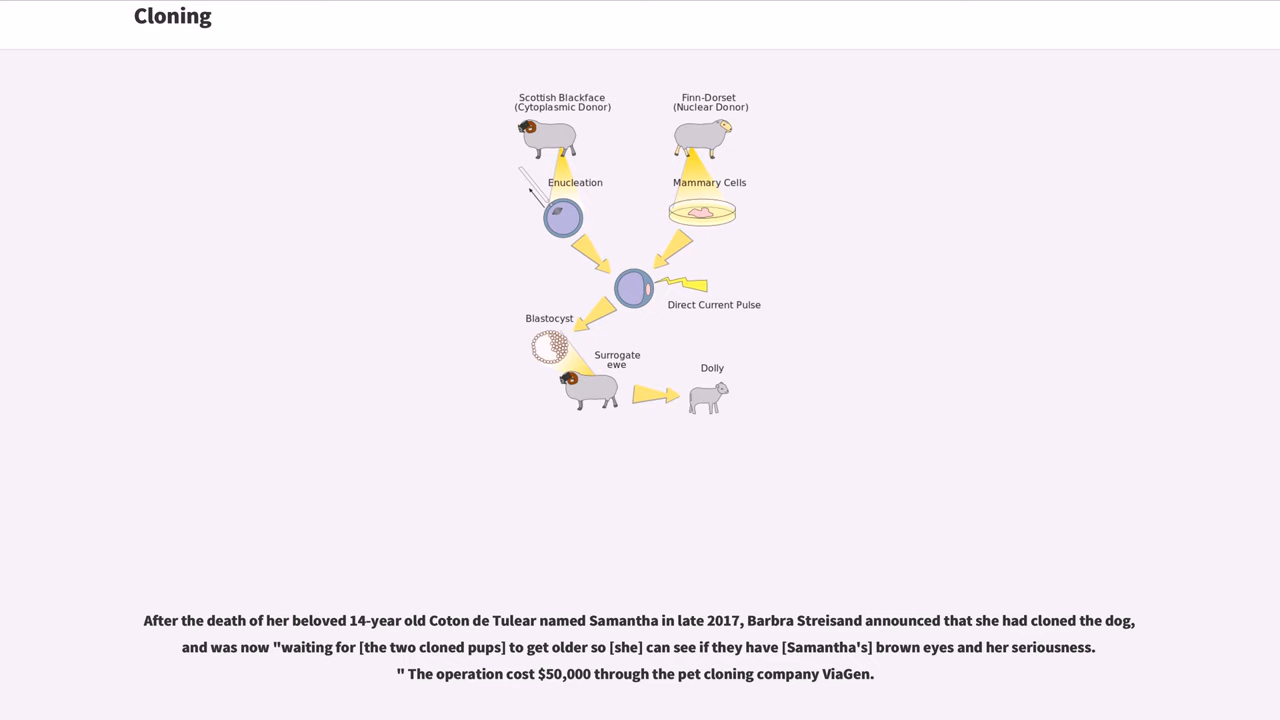 Cloning
Scottish Blackface
(Cytoplasmic Donor)
Finn-Dorset
(Nuclear Donor)
Enucleation
Mammary Cells
Direct Current Pulse
Blastocyst
Surrogate
ewe
Dolly
After the death of her beloved 14-year old Coton de Tulear named Samantha in late 2017, Barbra Streisand announced that she had cloned the dog,
and was now "waiting for [the two cloned pups] to get older so [she] can see if they have [Samantha's] brown eyes and her seriousness.
" The operation cost $50,000 through the pet cloning company ViaGen.